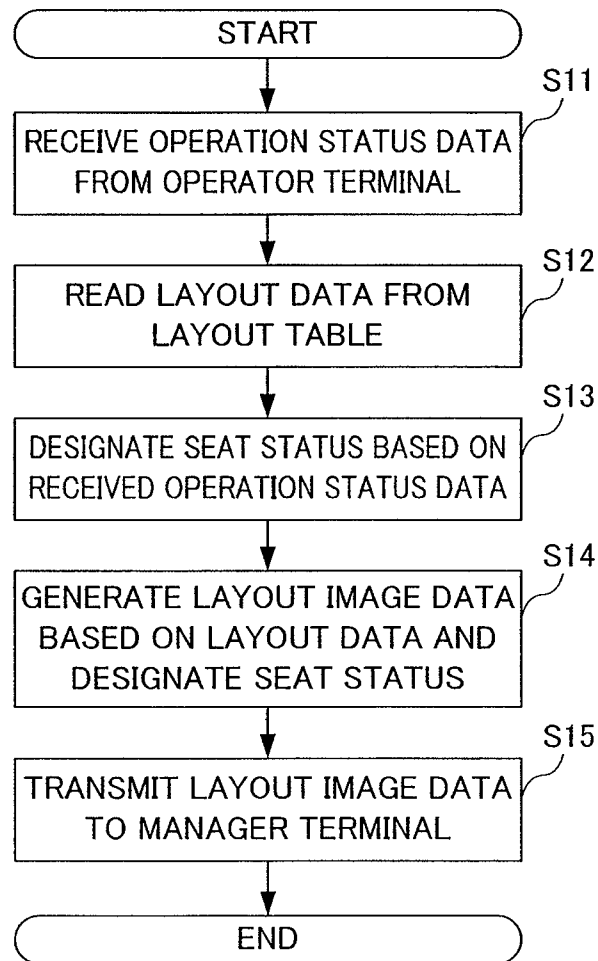 START
S11
RECEIVE OPERATION STATUS DATA
FROM OPERATOR TERMINAL
S12
READ LAYOUT DATA FROM
LAYOUT TABLE
S13
DESIGNATE SEAT STATUS BASED ON
RECEIVED OPERATION STATUS DATA
S14
GENERATE LAYOUT IMAGE DATA
BASED ON LAYOUT DATA AND
DESIGNATE SEAT STATUS
S15
TRANSMIT LAYOUT IMAGE DATA
TO MANAGER TERMINAL
END